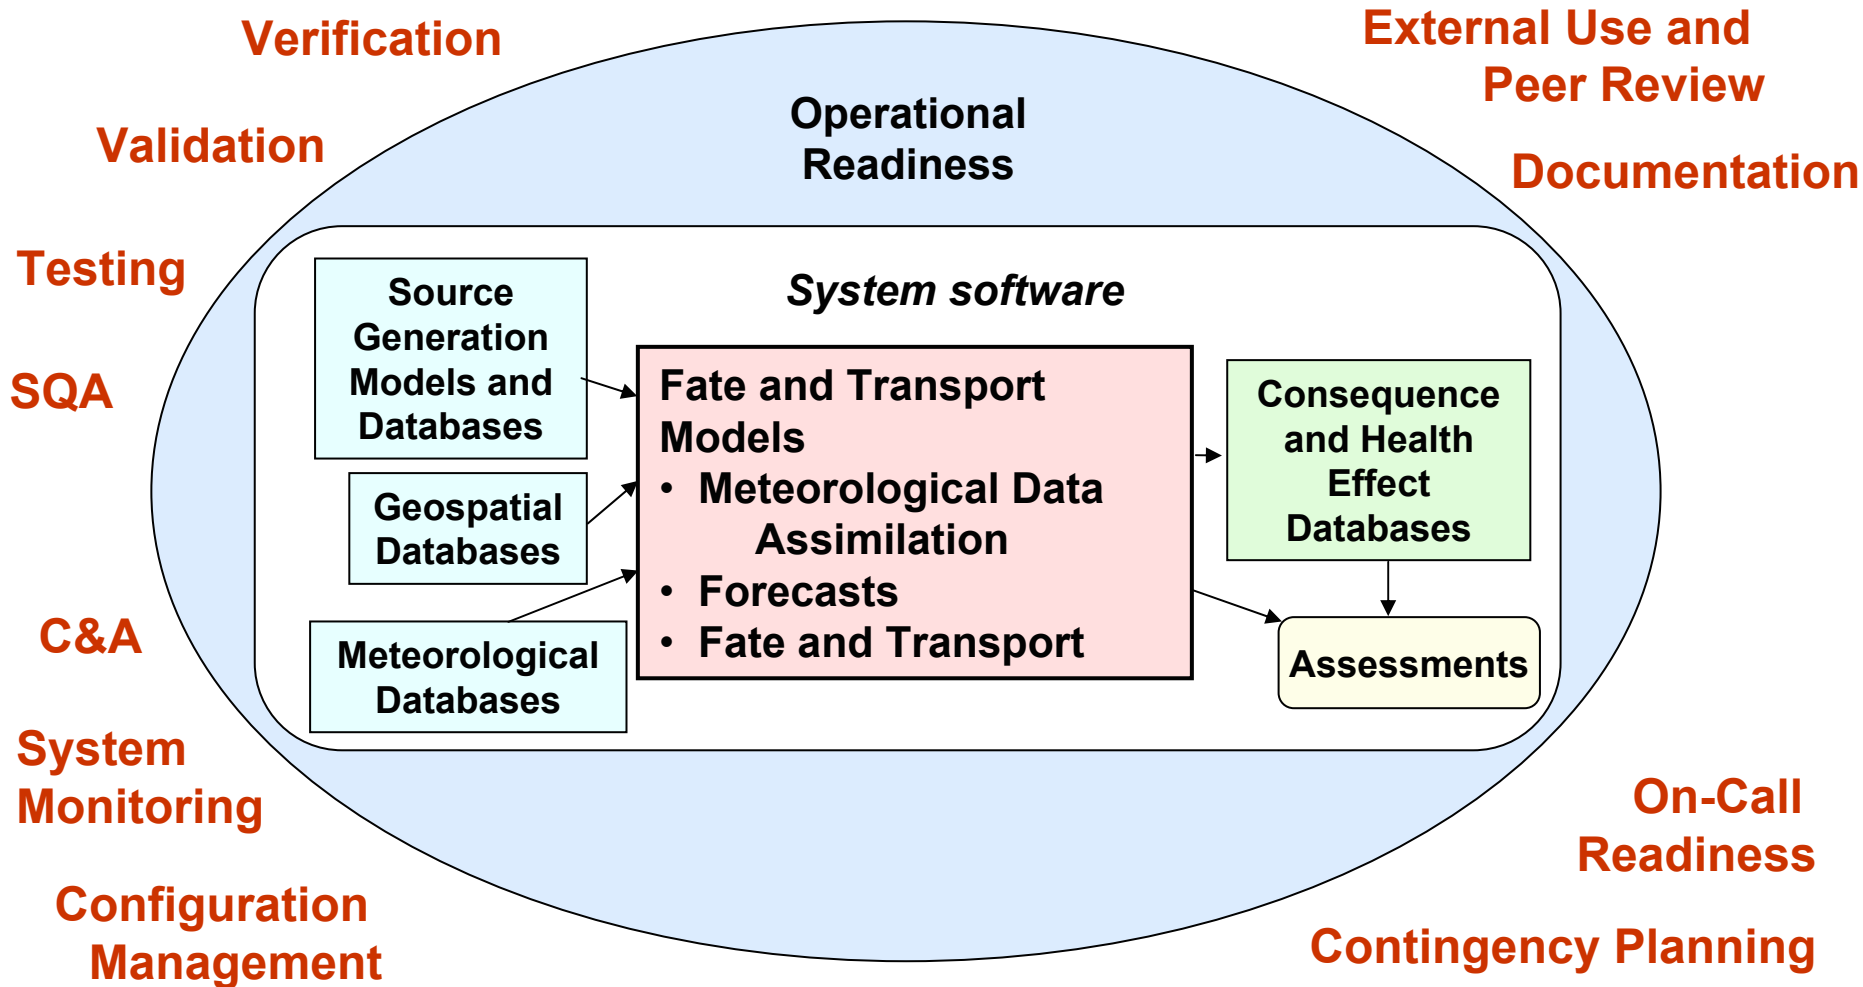 Verification
External Use and
Peer Review
Operational
Readiness
Validation
Documentation
Testing
SQA
C&A
System
Monitoring
Configuration
Management
System software
Source
Generation
Models and
Databases
Geospatial
Databases
Meteorological
Databases
Fate and Transport
Models
• Meteorological Data
Assimilation
• Forecasts
• Fate and Transport
Consequence
and Health
Effect
Databases
Assessments
On-Call
Readiness
Contingency Planning